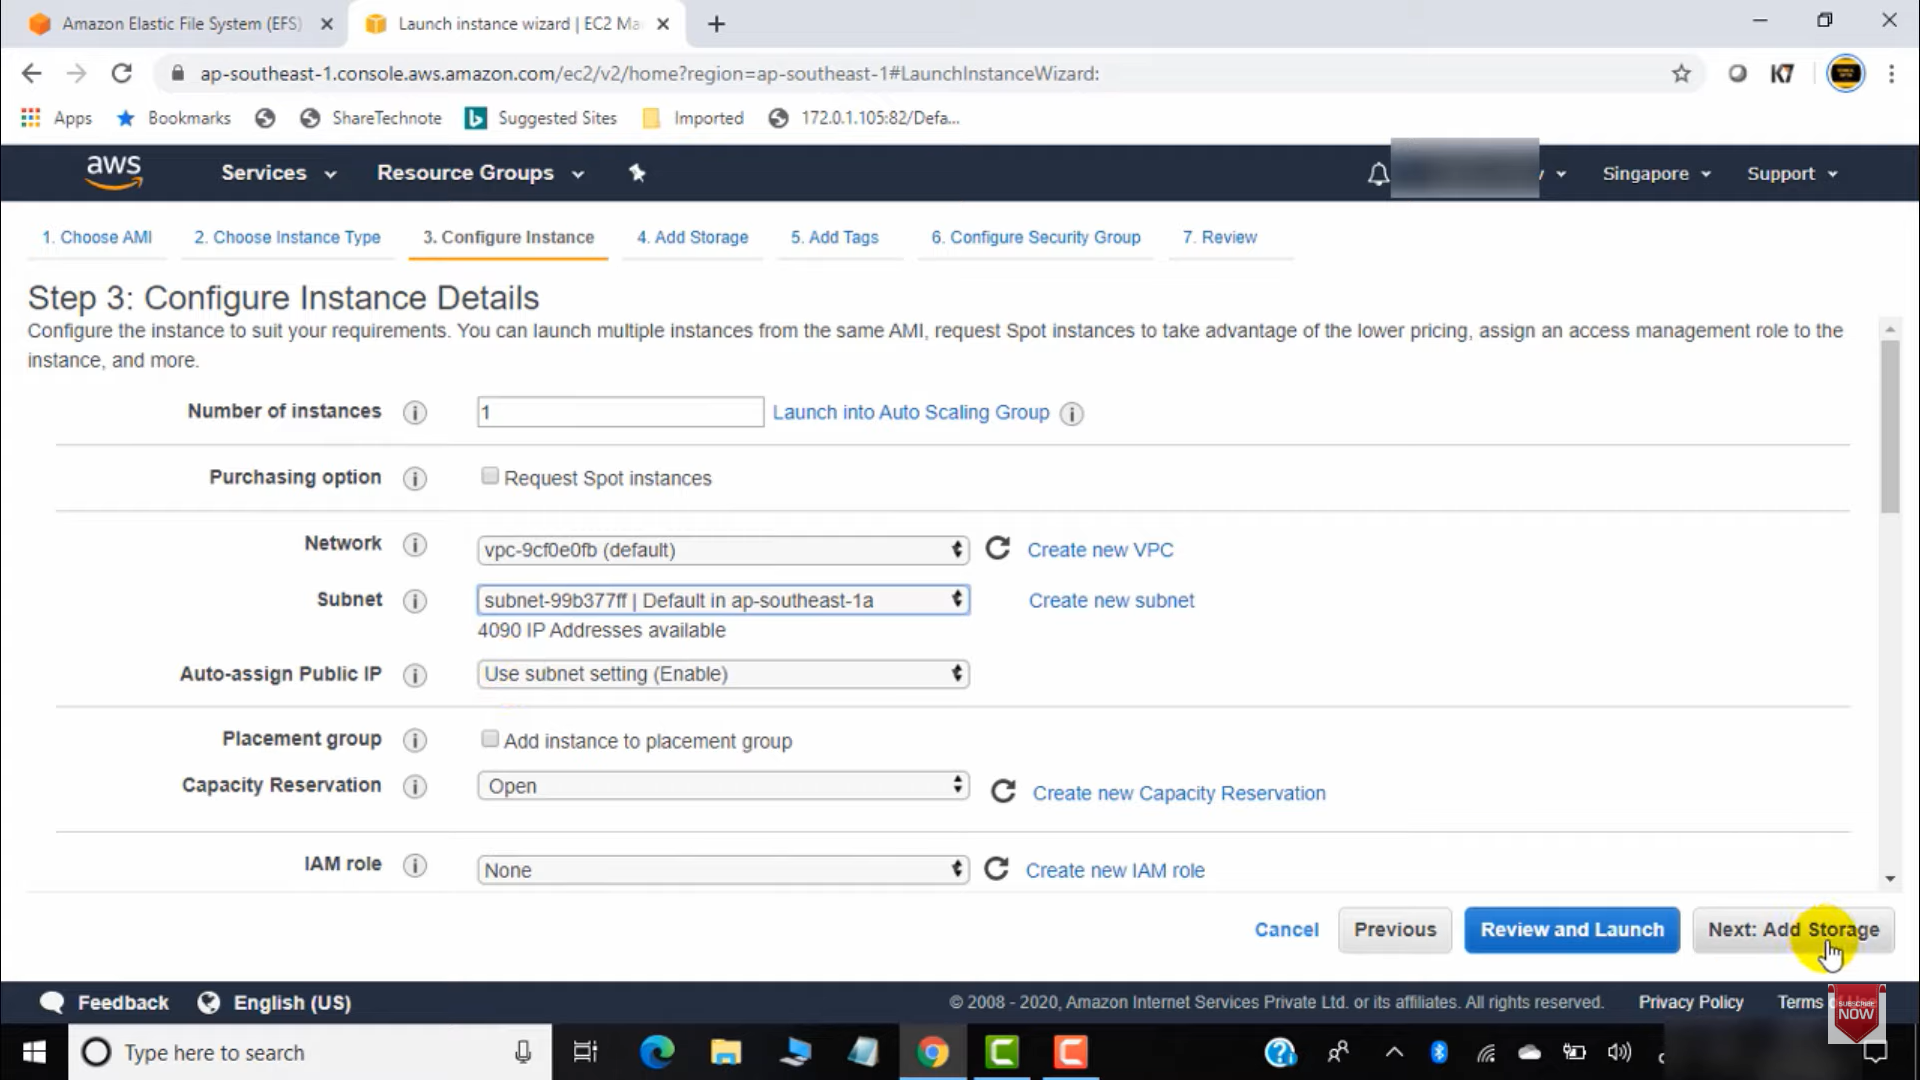 Amazon Elastic File System (EFS)
Launch instance wizard | EC2 Ma
ap-southeast-1.console.aws.amazon.com/ec2/v2/home?region=ap-southeast-1#LaunchInstanceWizard:
K7
Apps
Bookmarks
ShareTechnote
Suggested Sites
Imported
172.0.1.105:82/Defa...
aws
Services
Resource Groups
Singapore
Support
1. Choose AMI
2. Choose Instance Type
3. Configure Instance
4. Add Storage
5. Add Tags
6. Configure Security Group
7. Review
Step 3: Configure Instance Details
Configure the instance to suit your requirements. You can launch multiple instances from the same AMI, request Spot instances to take advantage of the lower pricing, assign an access management role to the
instance, and more.
Number of instances
1
Launch into Auto Scaling Group
Purchasing option
Request Spot instances
Network
vpc-9cf0e0fb (default)
Create new VPC
Subnet
subnet-99b377ff | Default in ap-southeast-1a
Create new subnet
4090 IP Addresses available
Auto-assign Public IP
Use subnet setting (Enable)
Placement group
Add instance to placement group
Capacity Reservation
Open
Create new Capacity Reservation
IAM role
None
Create new IAM role
Cancel
Previous
Review and Launch
Next: Add Storage
Feedback
English (US)
© 2008 - 2020, Amazon Internet Services Private Ltd. or its affiliates. All rights reserved.
Privacy Policy
Terms
SUBSCRIBE
NOW
Type here to search